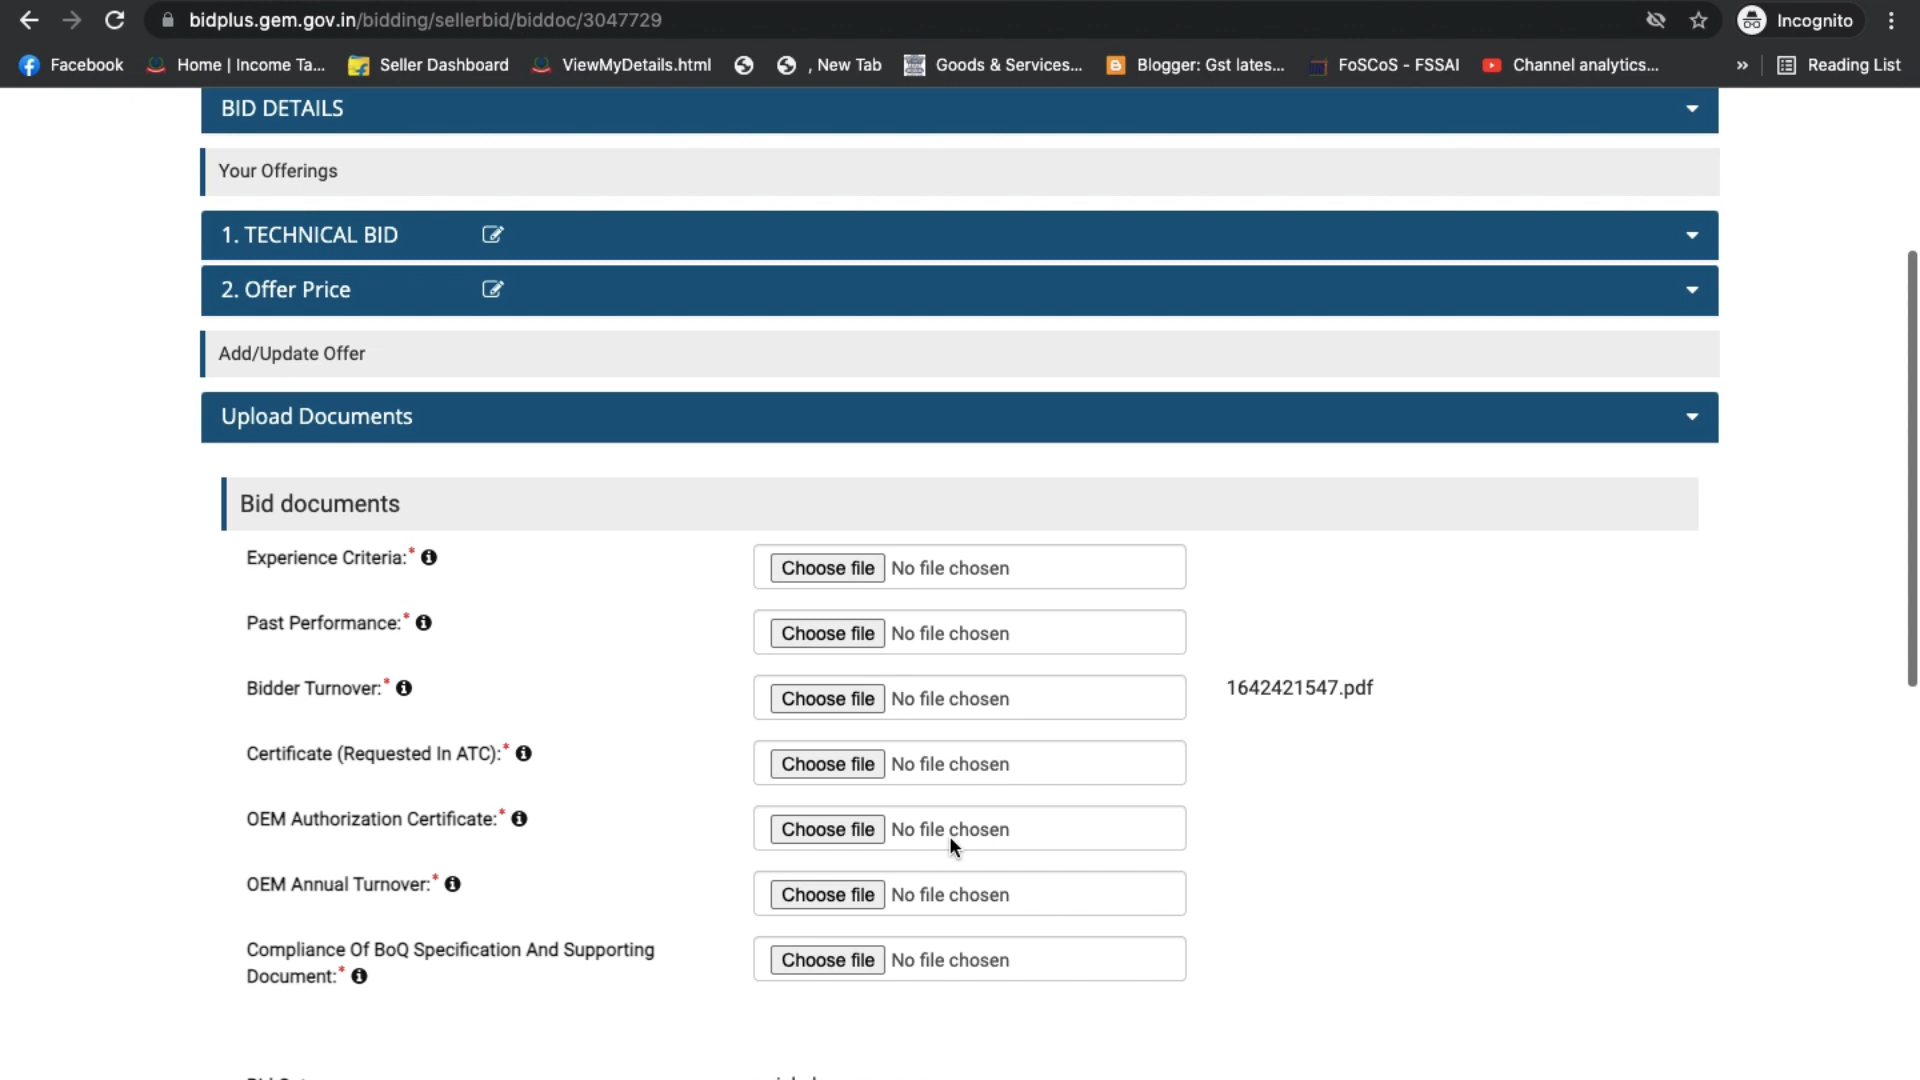 bidplus.gem.gov.in/bidding/sellerbid/biddoc/3047729 Incognito
Facebook Home | Income Ta... Seller Dashboard ViewMyDetails.html , New Tab Goods & Services... Blogger: Gst lates... FoSCoS - FSSAI Channel analytics... » Reading List
BID DETAILS
Your Offerings
1. TECHNICAL BID
2. Offer Price
Add/Update Offer
Upload Documents
Bid documents
Experience Criteria:* Choose file No file chosen
Past Performance:* Choose file No file chosen
Bidder Turnover:* Choose file No file chosen 1642421547.pdf
Certificate (Requested In ATC):* Choose file No file chosen
OEM Authorization Certificate:* Choose file No file chosen
OEM Annual Turnover:* Choose file No file chosen
Compliance Of BoQ Specification And Supporting
Document:* Choose file No file chosen